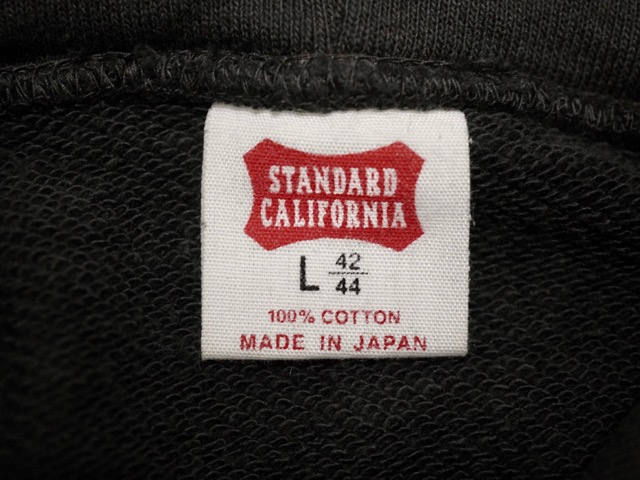 STANDARD
CALIFORNIA
L 42/44
100% COTTON
MADE IN JAPAN